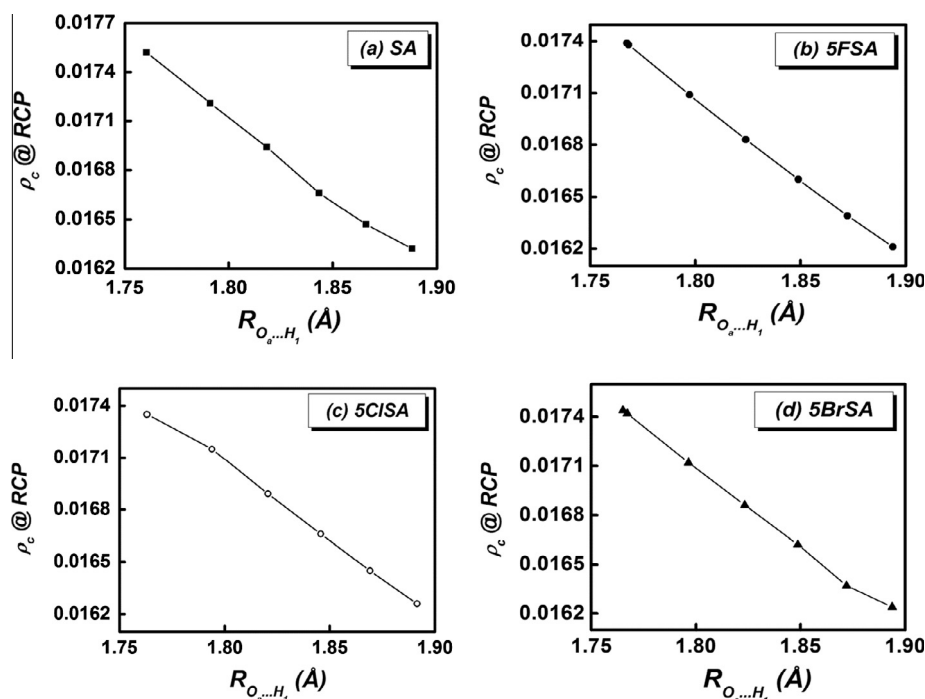 (a) SA
0.0177
0.0174
0.0171
0.0168
0.0165
0.0162
ρc @ RCP
1.75 1.80 1.85 1.90
R Oa...H1 (Å)
(b) 5FSA
0.0174
0.0171
0.0168
0.0165
0.0162
ρc @ RCP
1.75 1.80 1.85 1.90
R Oa...H1 (Å)
(c) 5ClSA
0.0174
0.0171
0.0168
0.0165
0.0162
ρc @ RCP
1.75 1.80 1.85 1.90
R Oa...H1 (Å)
(d) 5BrSA
0.0174
0.0171
0.0168
0.0165
0.0162
ρc @ RCP
1.75 1.80 1.85 1.90
R Oa...H1 (Å)